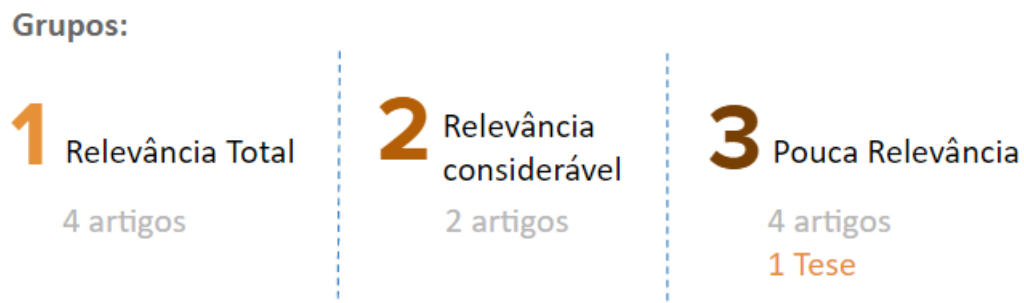 Grupos:
1 Relevância Total
4 artigos
2 Relevância
considerável
2 artigos
3 Pouca Relevância
4 artigos
1 Tese